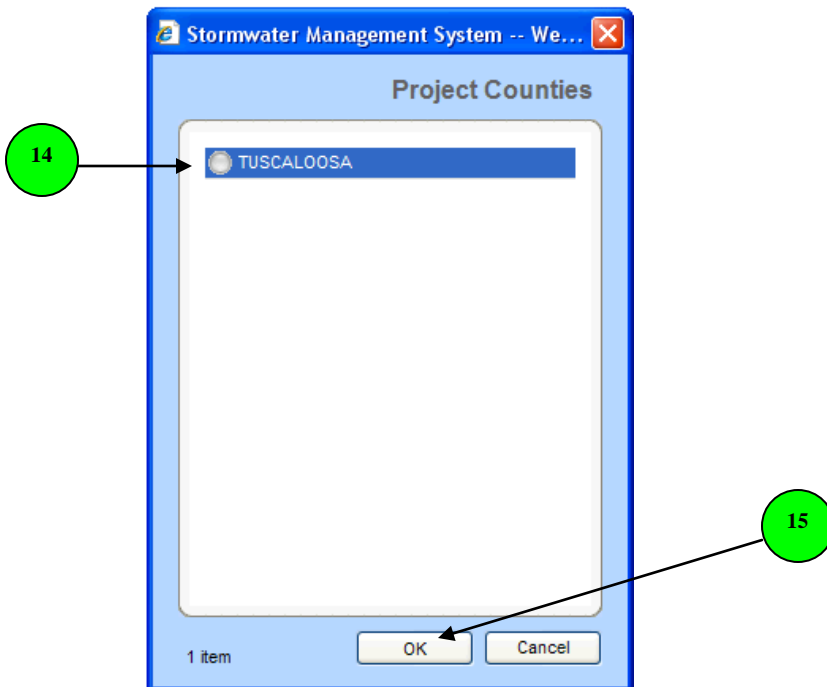 Stormwater Management System -- We...
Project Counties
14
TUSCALOOSA
15
1 item
OK
Cancel